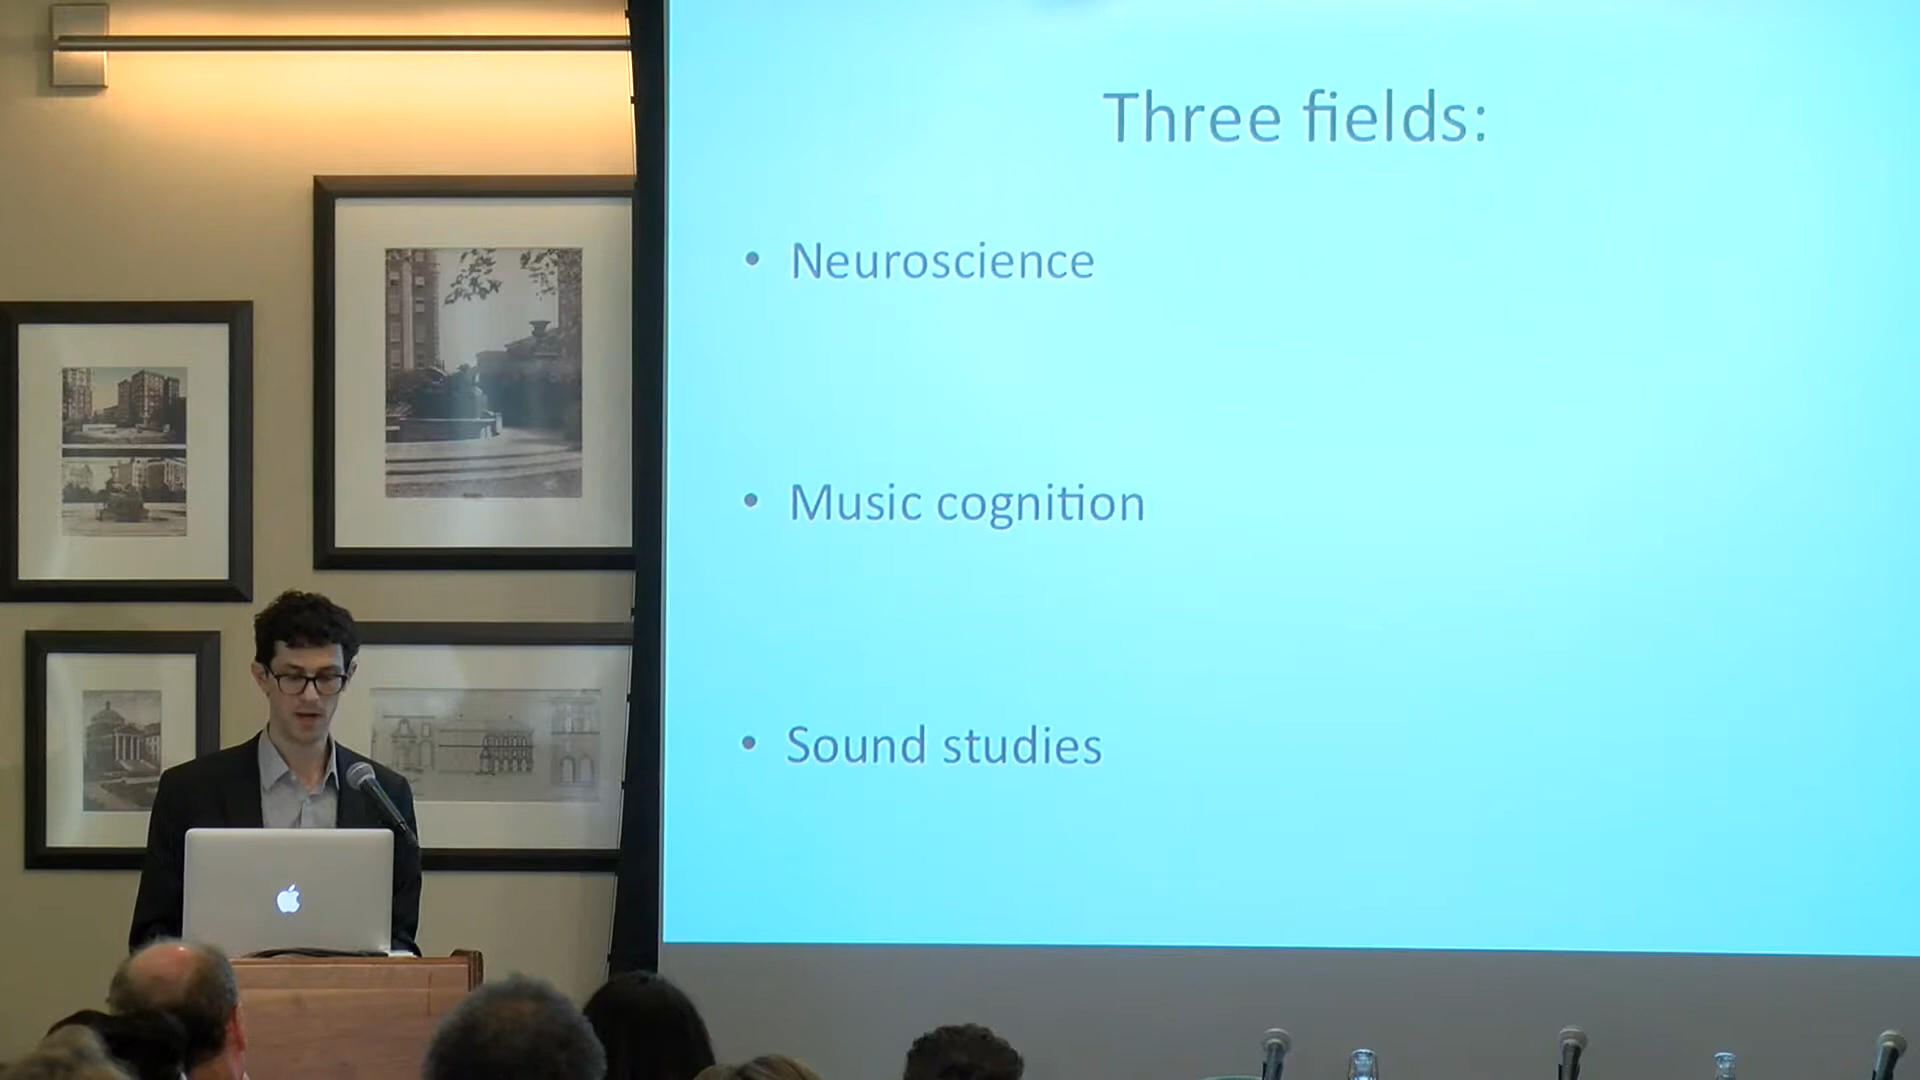 Three fields:
• Neuroscience
• Music cognition
• Sound studies